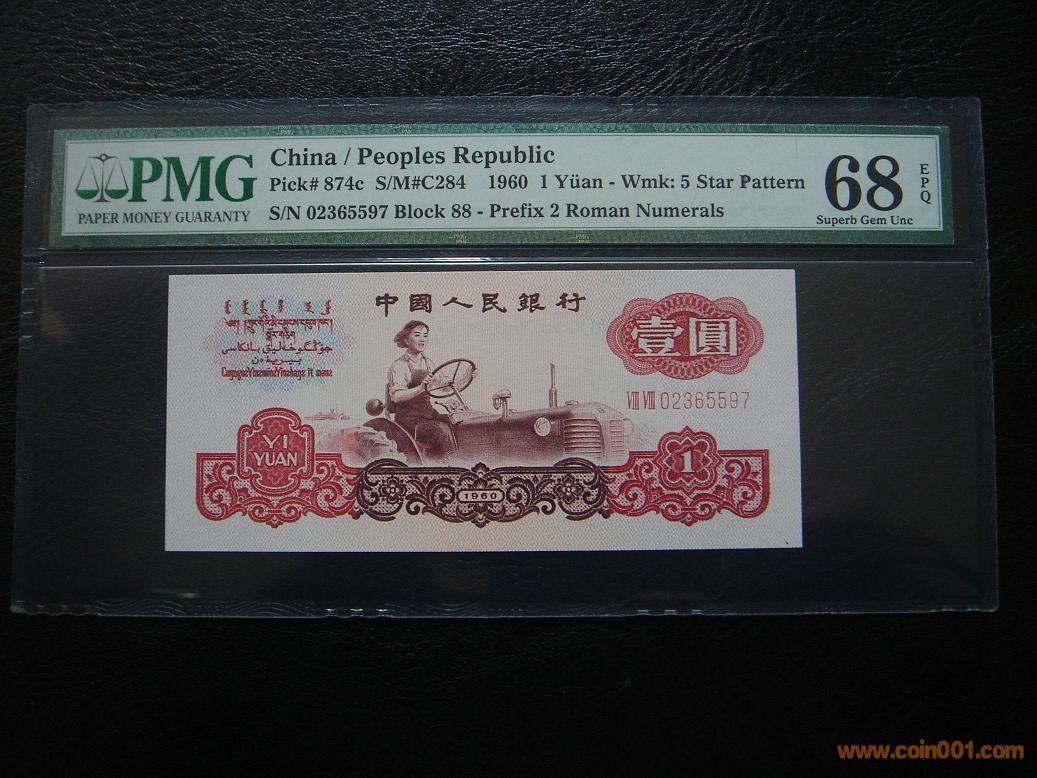 PMG
PAPER MONEY GUARANTY
China / Peoples Republic
Pick# 874c S/M#C284 1960 1 Yüan - Wmk: 5 Star Pattern
S/N 02365597 Block 88 - Prefix 2 Roman Numerals
68
EPQ
Superb Gem Unc
中國人民銀行
壹圓
VIII VIII 02365597
YI
YUAN
1
1960
www.coin001.com